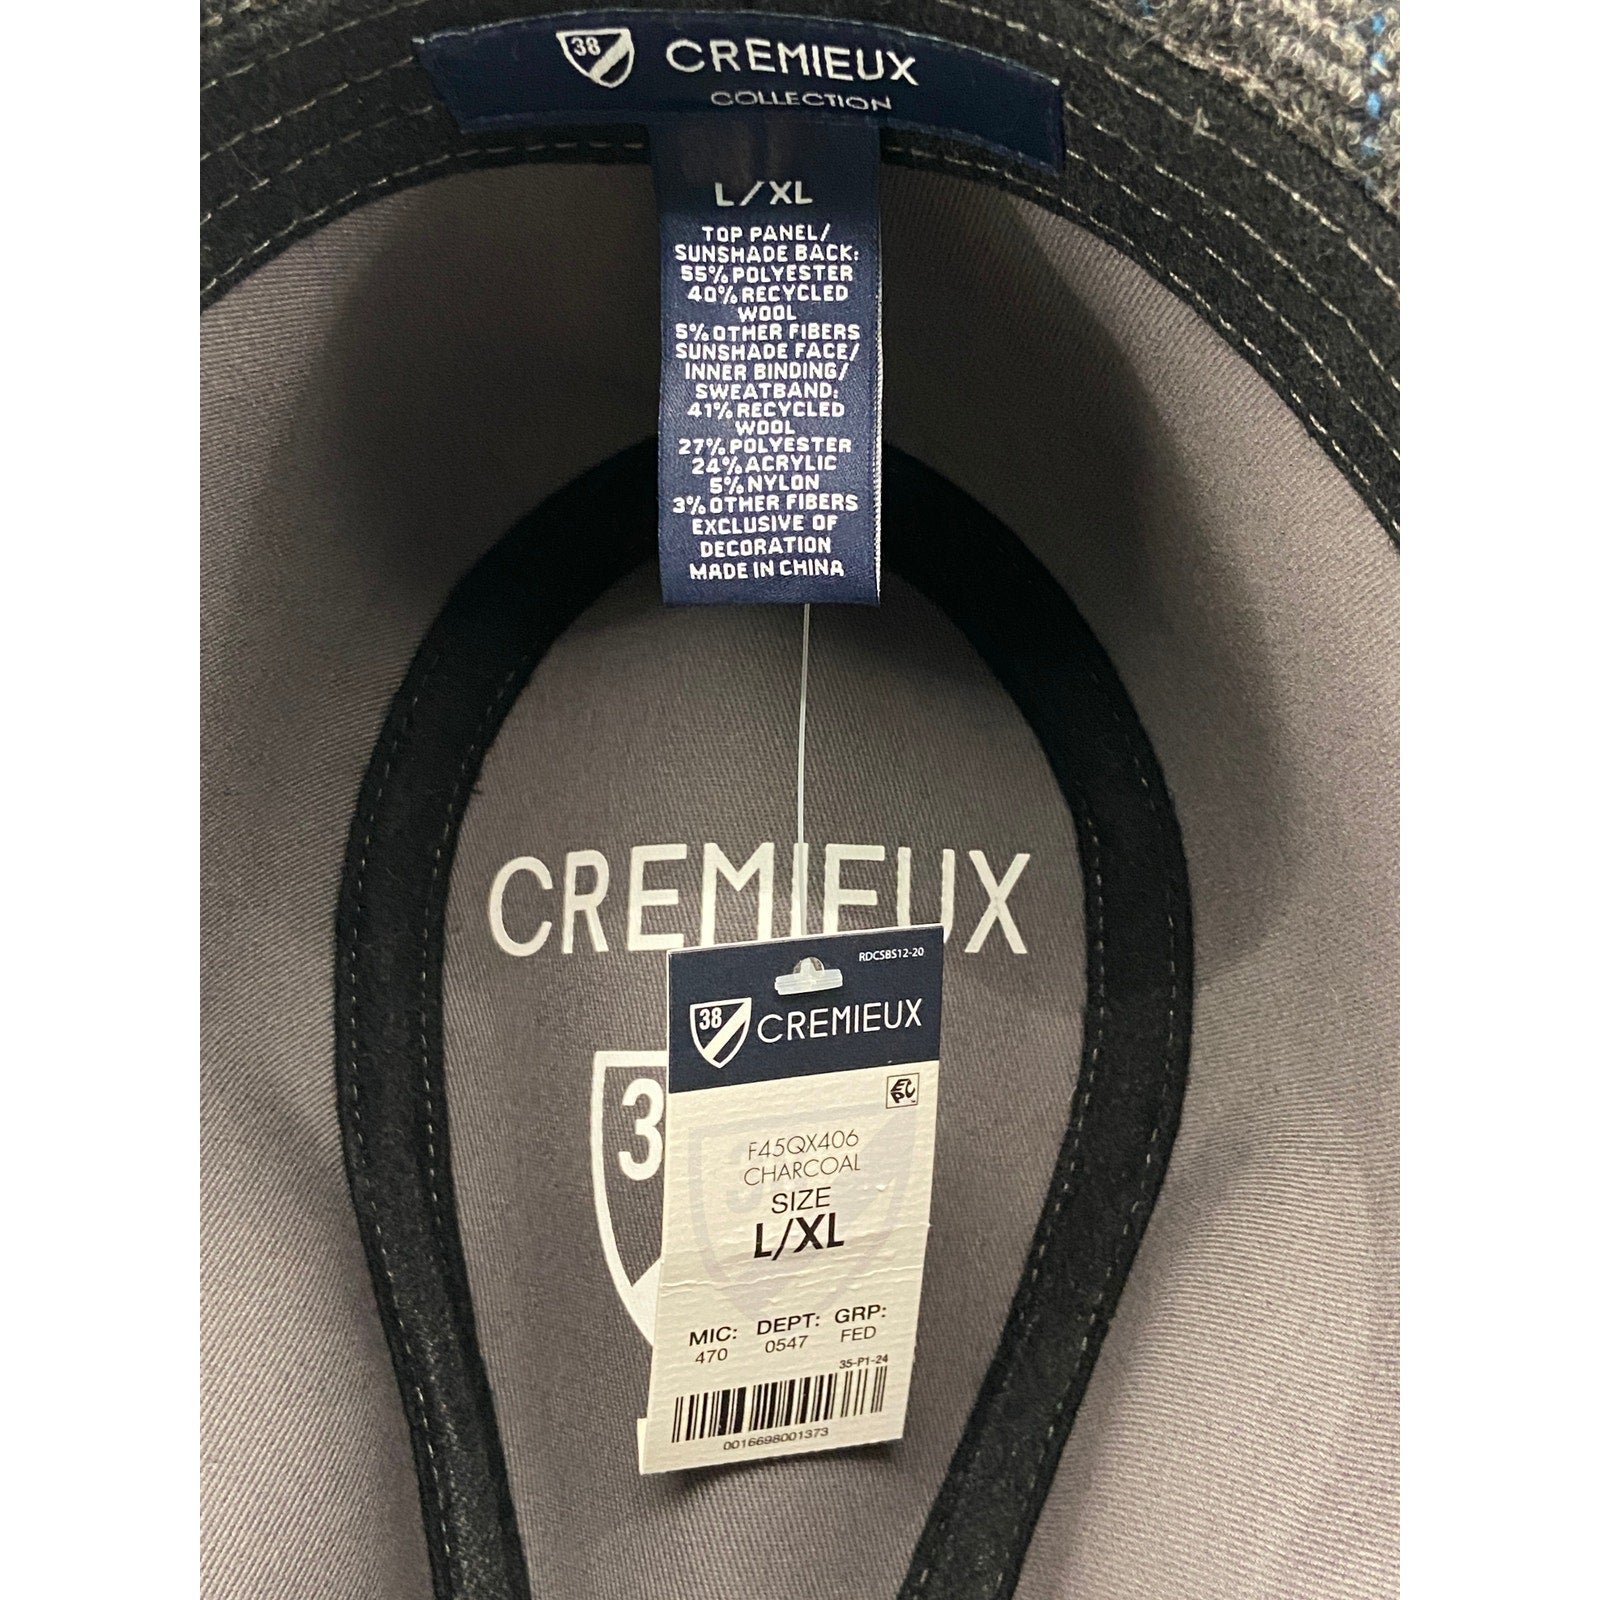 38 CREMIEUX
COLLECTION
L/XL
TOP PANEL/
SUNSHADE BACK:
55% POLYESTER
40% RECYCLED
WOOL
5% OTHER FIBERS
SUNSHADE FACE/
INNER BINDING/
SWEATBAND:
41% RECYCLED
WOOL
27% POLYESTER
24% ACRYLIC
5% NYLON
3% OTHER FIBERS
EXCLUSIVE OF
DECORATION
MADE IN CHINA
CREMIEUX
3
RDCSBS12-20
38 CREMIEUX
EPC
F45QX406
CHARCOAL
SIZE
L/XL
MIC: DEPT: GRP:
470 0547 FED
35-P1-24
0016698001373